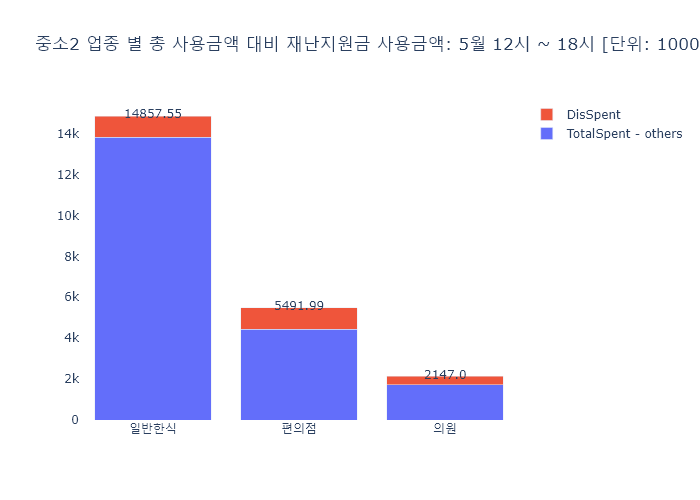 중소2 업종 별 총 사용금액 대비 재난지원금 사용금액: 5월 12시 ~ 18시 [단위: 1000
DisSpent
TotalSpent - others
14857.55
14k
12k
10k
8k
6k
5491.99
4k
2k
2147.0
0
일반한식
편의점
의원